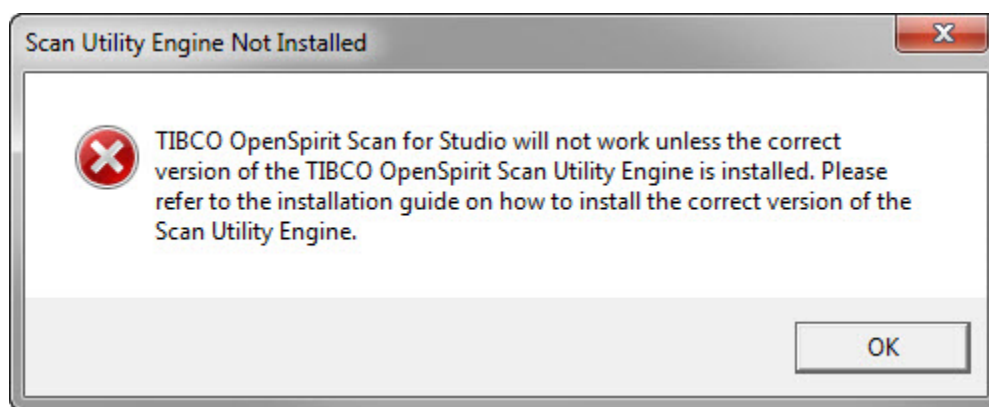 Scan Utility Engine Not Installed
TIBCO OpenSpirit Scan for Studio will not work unless the correct
version of the TIBCO OpenSpirit Scan Utility Engine is installed. Please
refer to the installation guide on how to install the correct version of the
Scan Utility Engine.
OK